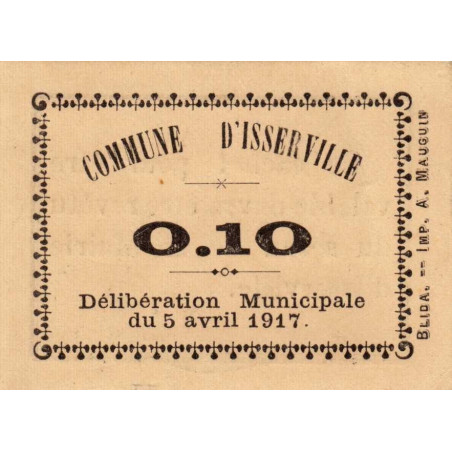 COMMUNE D'ISSERVILLE
0.10
Délibération Municipale
du 5 avril 1917.
BLIDA. — IMP. A. MAUGUIN